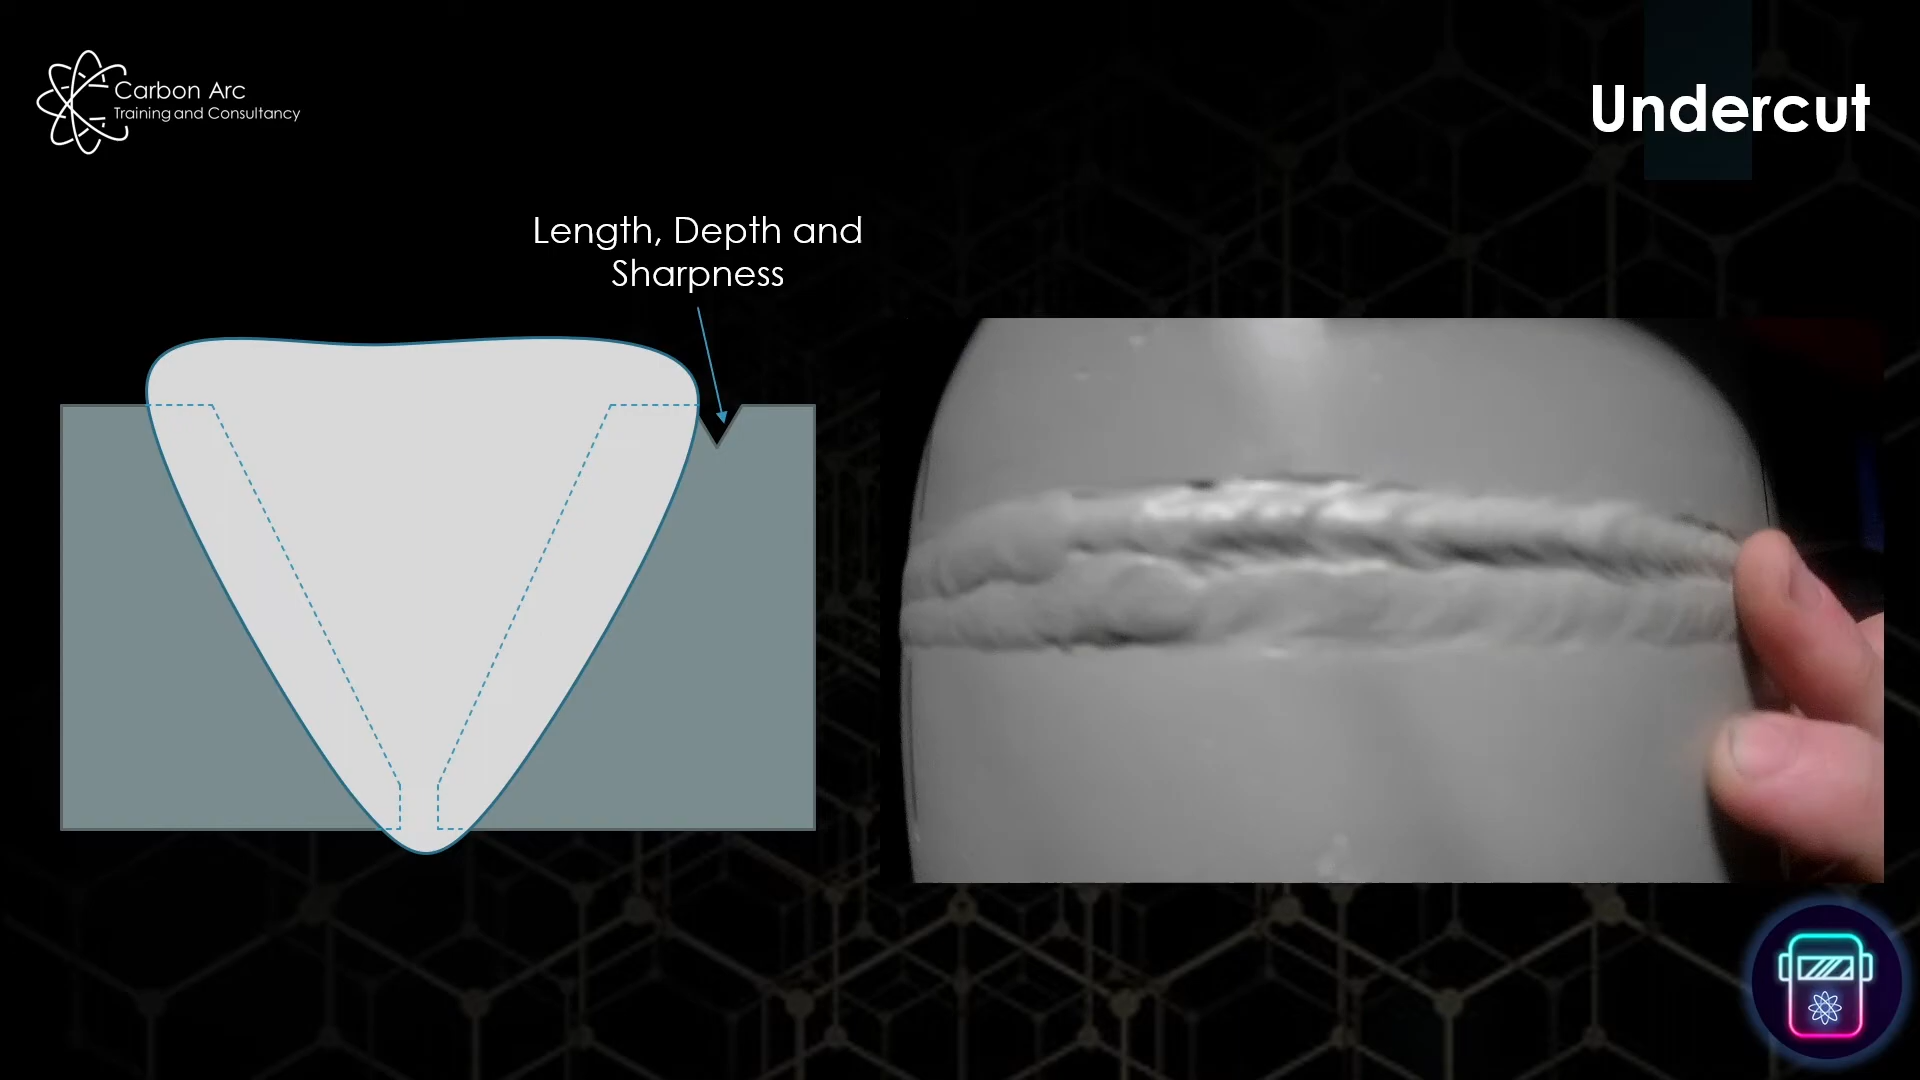 Carbon Arc
Training and Consultancy
Undercut
Length, Depth and
Sharpness